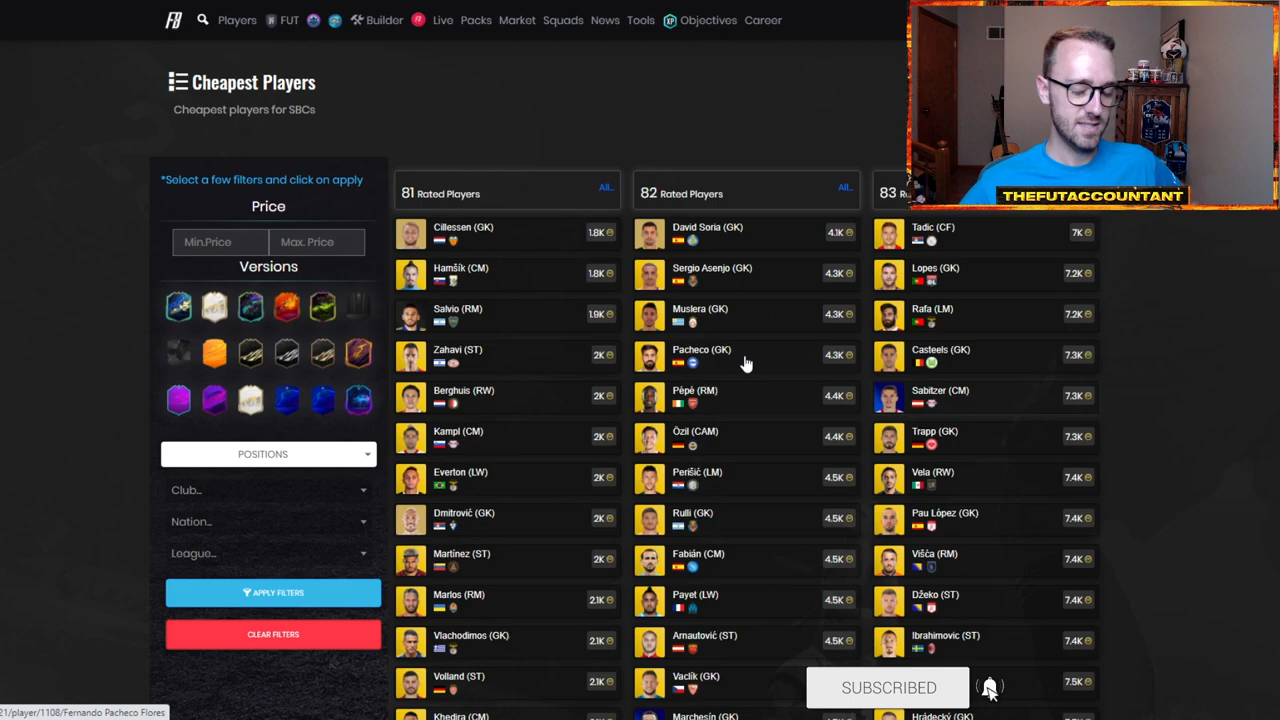 F8 Players FUT Builder Live Packs Market Squads News Tools XP Objectives Career
Cheapest Players
Cheapest players for SBCs
*Select a few filters and click on apply
Price
Min.Price Max. Price
Versions
POSITIONS
Club...
Nation...
League...
APPLY FILTERS
CLEAR FILTERS
81 Rated Players All..
Cillessen (GK) 1.8K
Hamšík (CM) 1.8K
Salvio (RM) 1.9K
Zahavi (ST) 2K
Berghuis (RW) 2K
Kampl (CM) 2K
Everton (LW) 2K
Dmitrović (GK) 2K
Martínez (ST) 2K
Marlos (RM) 2.1K
Vlachodimos (GK) 2.1K
Volland (ST) 2.1K
Khedira (CM)
82 Rated Players All..
David Soria (GK) 4.1K
Sergio Asenjo (GK) 4.3K
Muslera (GK) 4.3K
Pacheco (GK) 4.3K
Pépé (RM) 4.4K
Özil (CAM) 4.4K
Perišić (LM) 4.5K
Rulli (GK) 4.5K
Fabián (CM) 4.5K
Payet (LW) 4.5K
Arnautović (ST) 4.5K
Vaclík (GK)
Marchesín (GK)
83 Ra
Tadic (CF) 7K
Lopes (GK) 7.2K
Rafa (LM) 7.2K
Casteels (GK) 7.3K
Sabitzer (CM) 7.3K
Trapp (GK) 7.3K
Vela (RW) 7.4K
Pau López (GK) 7.4K
Višća (RM) 7.4K
Džeko (ST) 7.4K
Ibrahimovic (ST) 7.4K
7.5K
Hrádecký (GK)
THEFUTACCOUNTANT
SUBSCRIBED
21/player/1108/Fernando Pacheco Flores